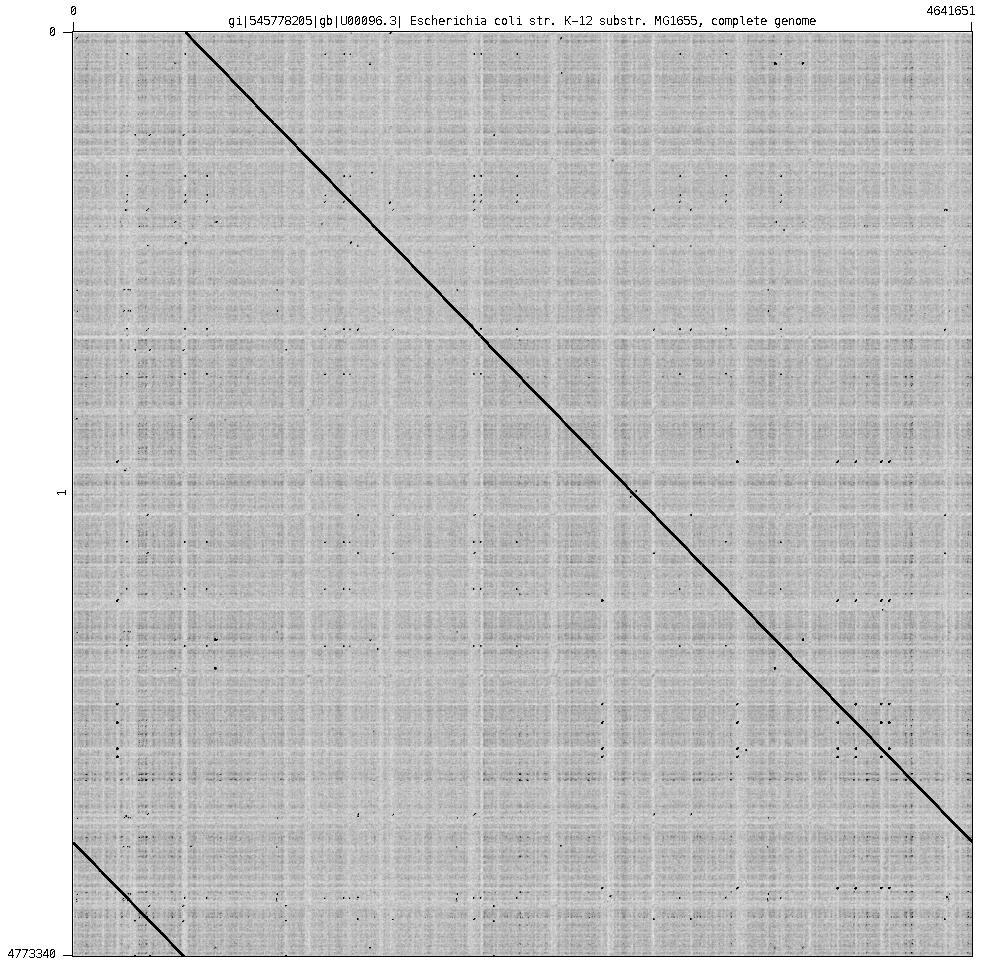 0 4641651
gi|545778205|gb|U00096.3| Escherichia coli str. K-12 substr. MG1655, complete genome
0
1
4773340